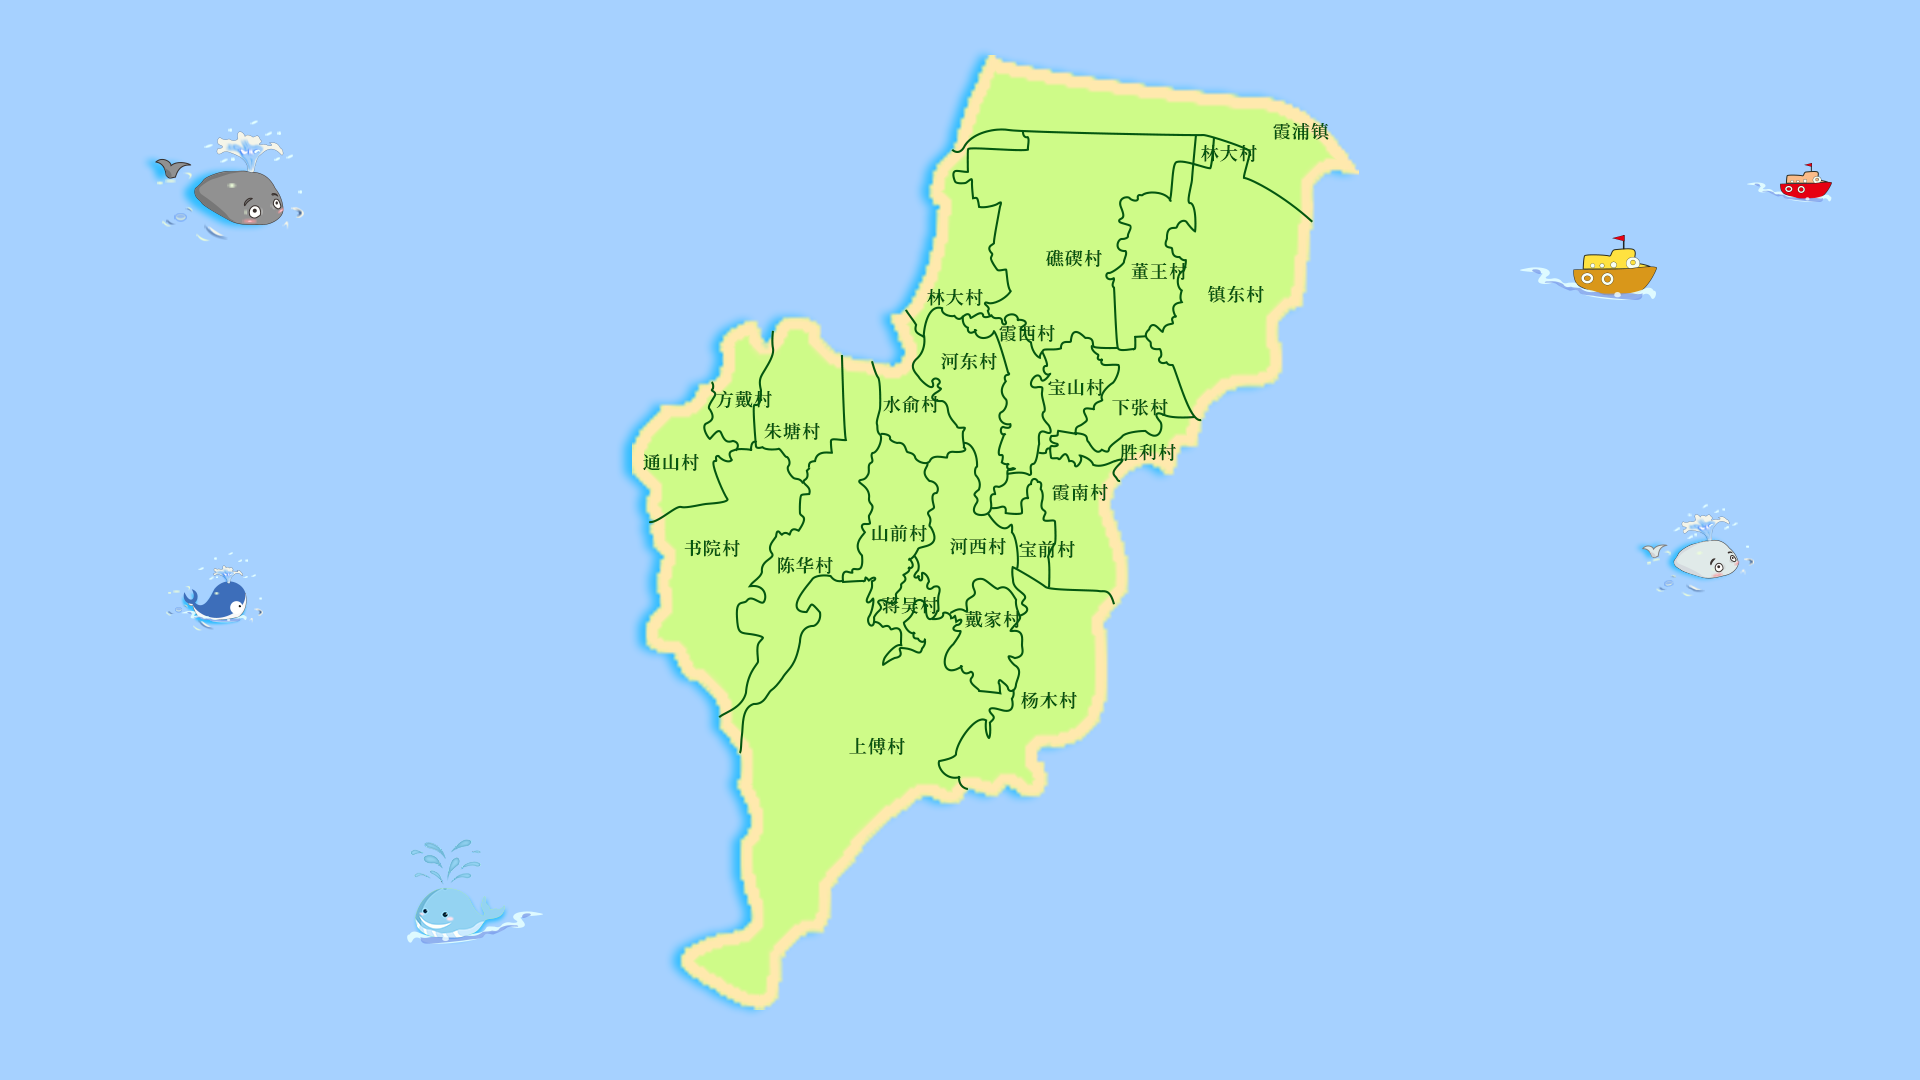 霞浦镇
林大村
礁碶村
董王村
镇东村
林大村
霞西村
河东村
宝山村
方戴村
水俞村
下张村
朱塘村
胜利村
通山村
霞南村
山前村
书院村
河西村
宝前村
陈华村
蒋吴村
戴家村
杨木村
上傅村